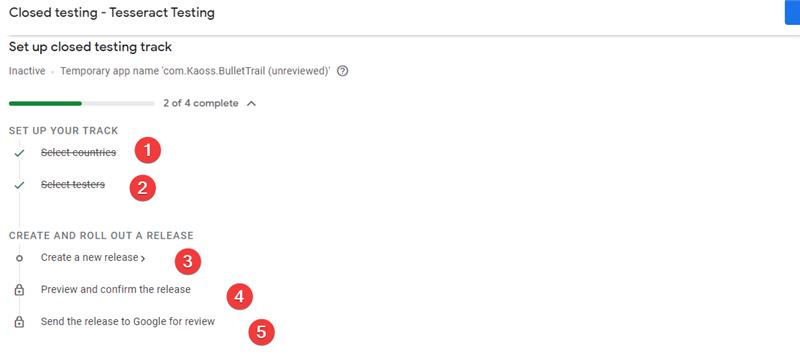 Closed testing - Tesseract Testing
Set up closed testing track
Inactive · Temporary app name 'com.Kaoss.BulletTrail (unreviewed)' ?
2 of 4 complete
SET UP YOUR TRACK
Select countries 1
Select testers 2
CREATE AND ROLL OUT A RELEASE
Create a new release › 3
Preview and confirm the release 4
Send the release to Google for review 5